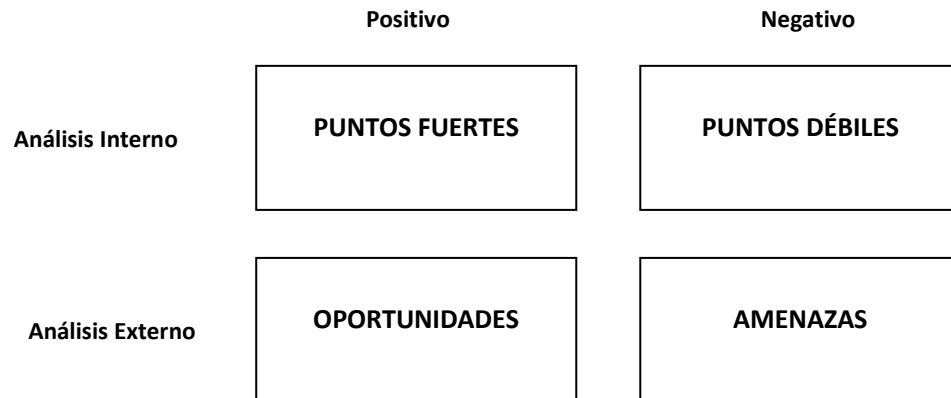 Positivo Negativo
Análisis Interno PUNTOS FUERTES PUNTOS DÉBILES
Análisis Externo OPORTUNIDADES AMENAZAS